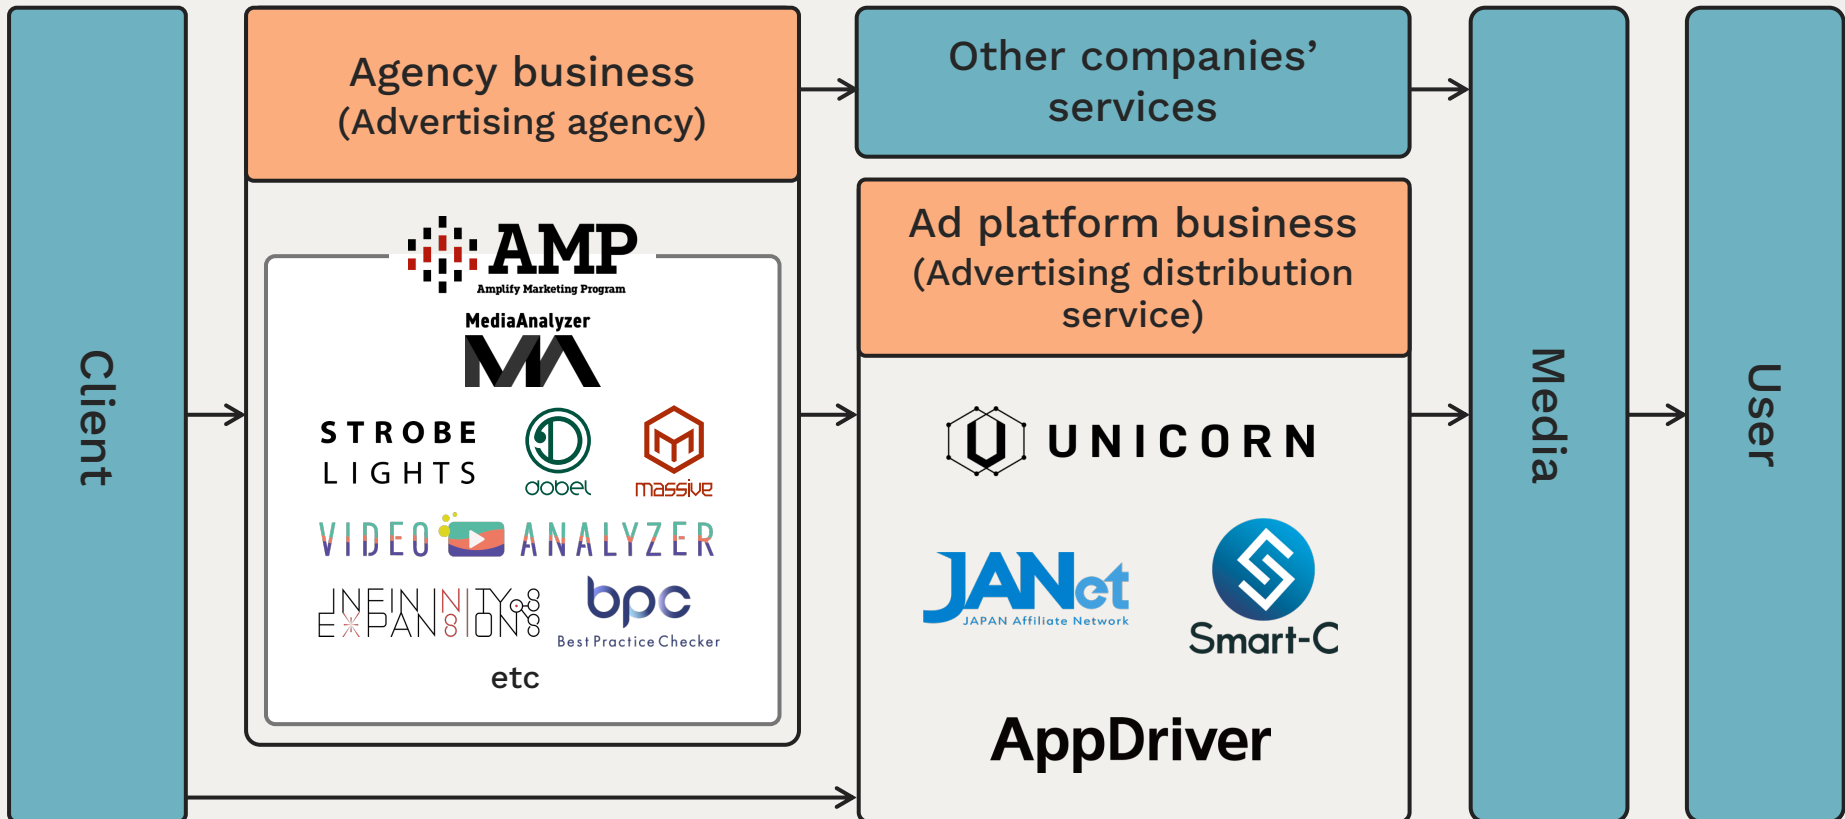 Client
Agency business
(Advertising agency)
AMP
Amplify Marketing Program
MediaAnalyzer
MA
STROBE
LIGHTS
dobel
massive
VIDEO ANALYZER
INFINITY
EXPANSION
bpc
Best Practice Checker
etc
Other companies’
services
Ad platform business
(Advertising distribution
service)
UNICORN
JANet
JAPAN Affiliate Network
Smart-C
AppDriver
Media
User